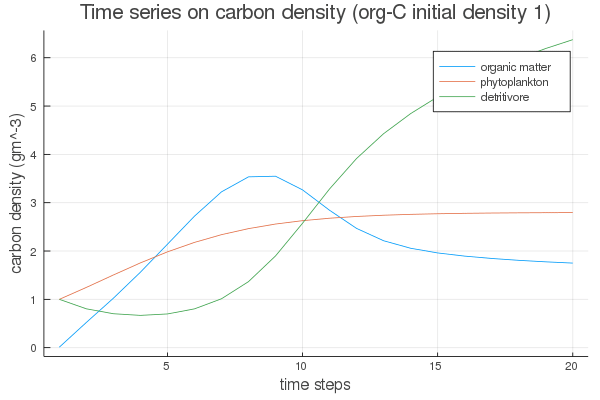 Time series on carbon density (org-C initial density 1)
carbon density (gm^-3)
6
5
4
3
2
1
0
organic matter
phytoplankton
detritivore
5
10
15
20
time steps